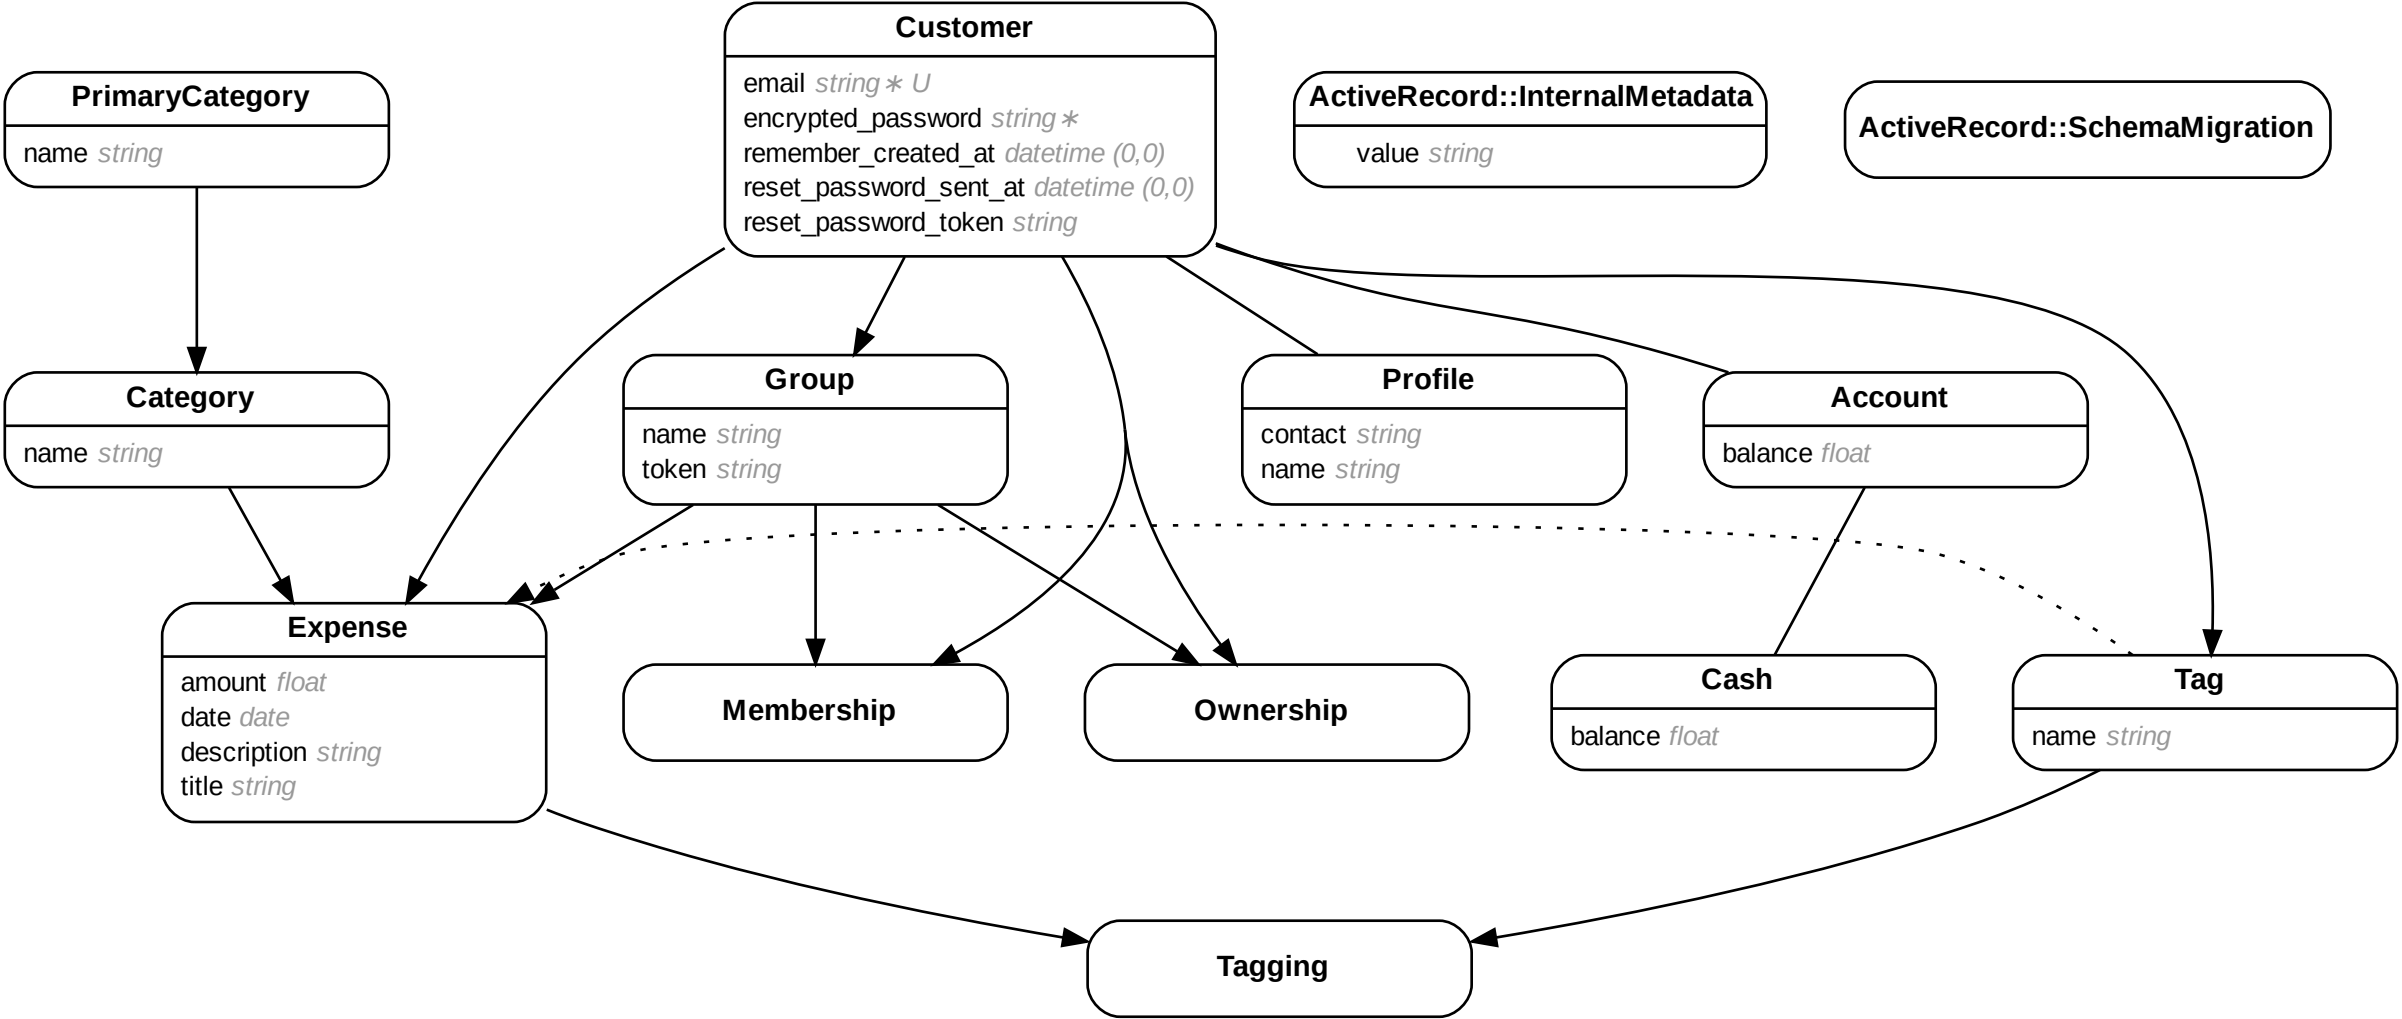 Customer
email string∗ U
encrypted_password string∗
remember_created_at datetime (0,0)
reset_password_sent_at datetime (0,0)
reset_password_token string
PrimaryCategory
name string
ActiveRecord::InternalMetadata
value string
ActiveRecord::SchemaMigration
Category
name string
Group
name string
token string
Profile
contact string
name string
Account
balance float
Expense
amount float
date date
description string
title string
Membership
Ownership
Cash
balance float
Tag
name string
Tagging